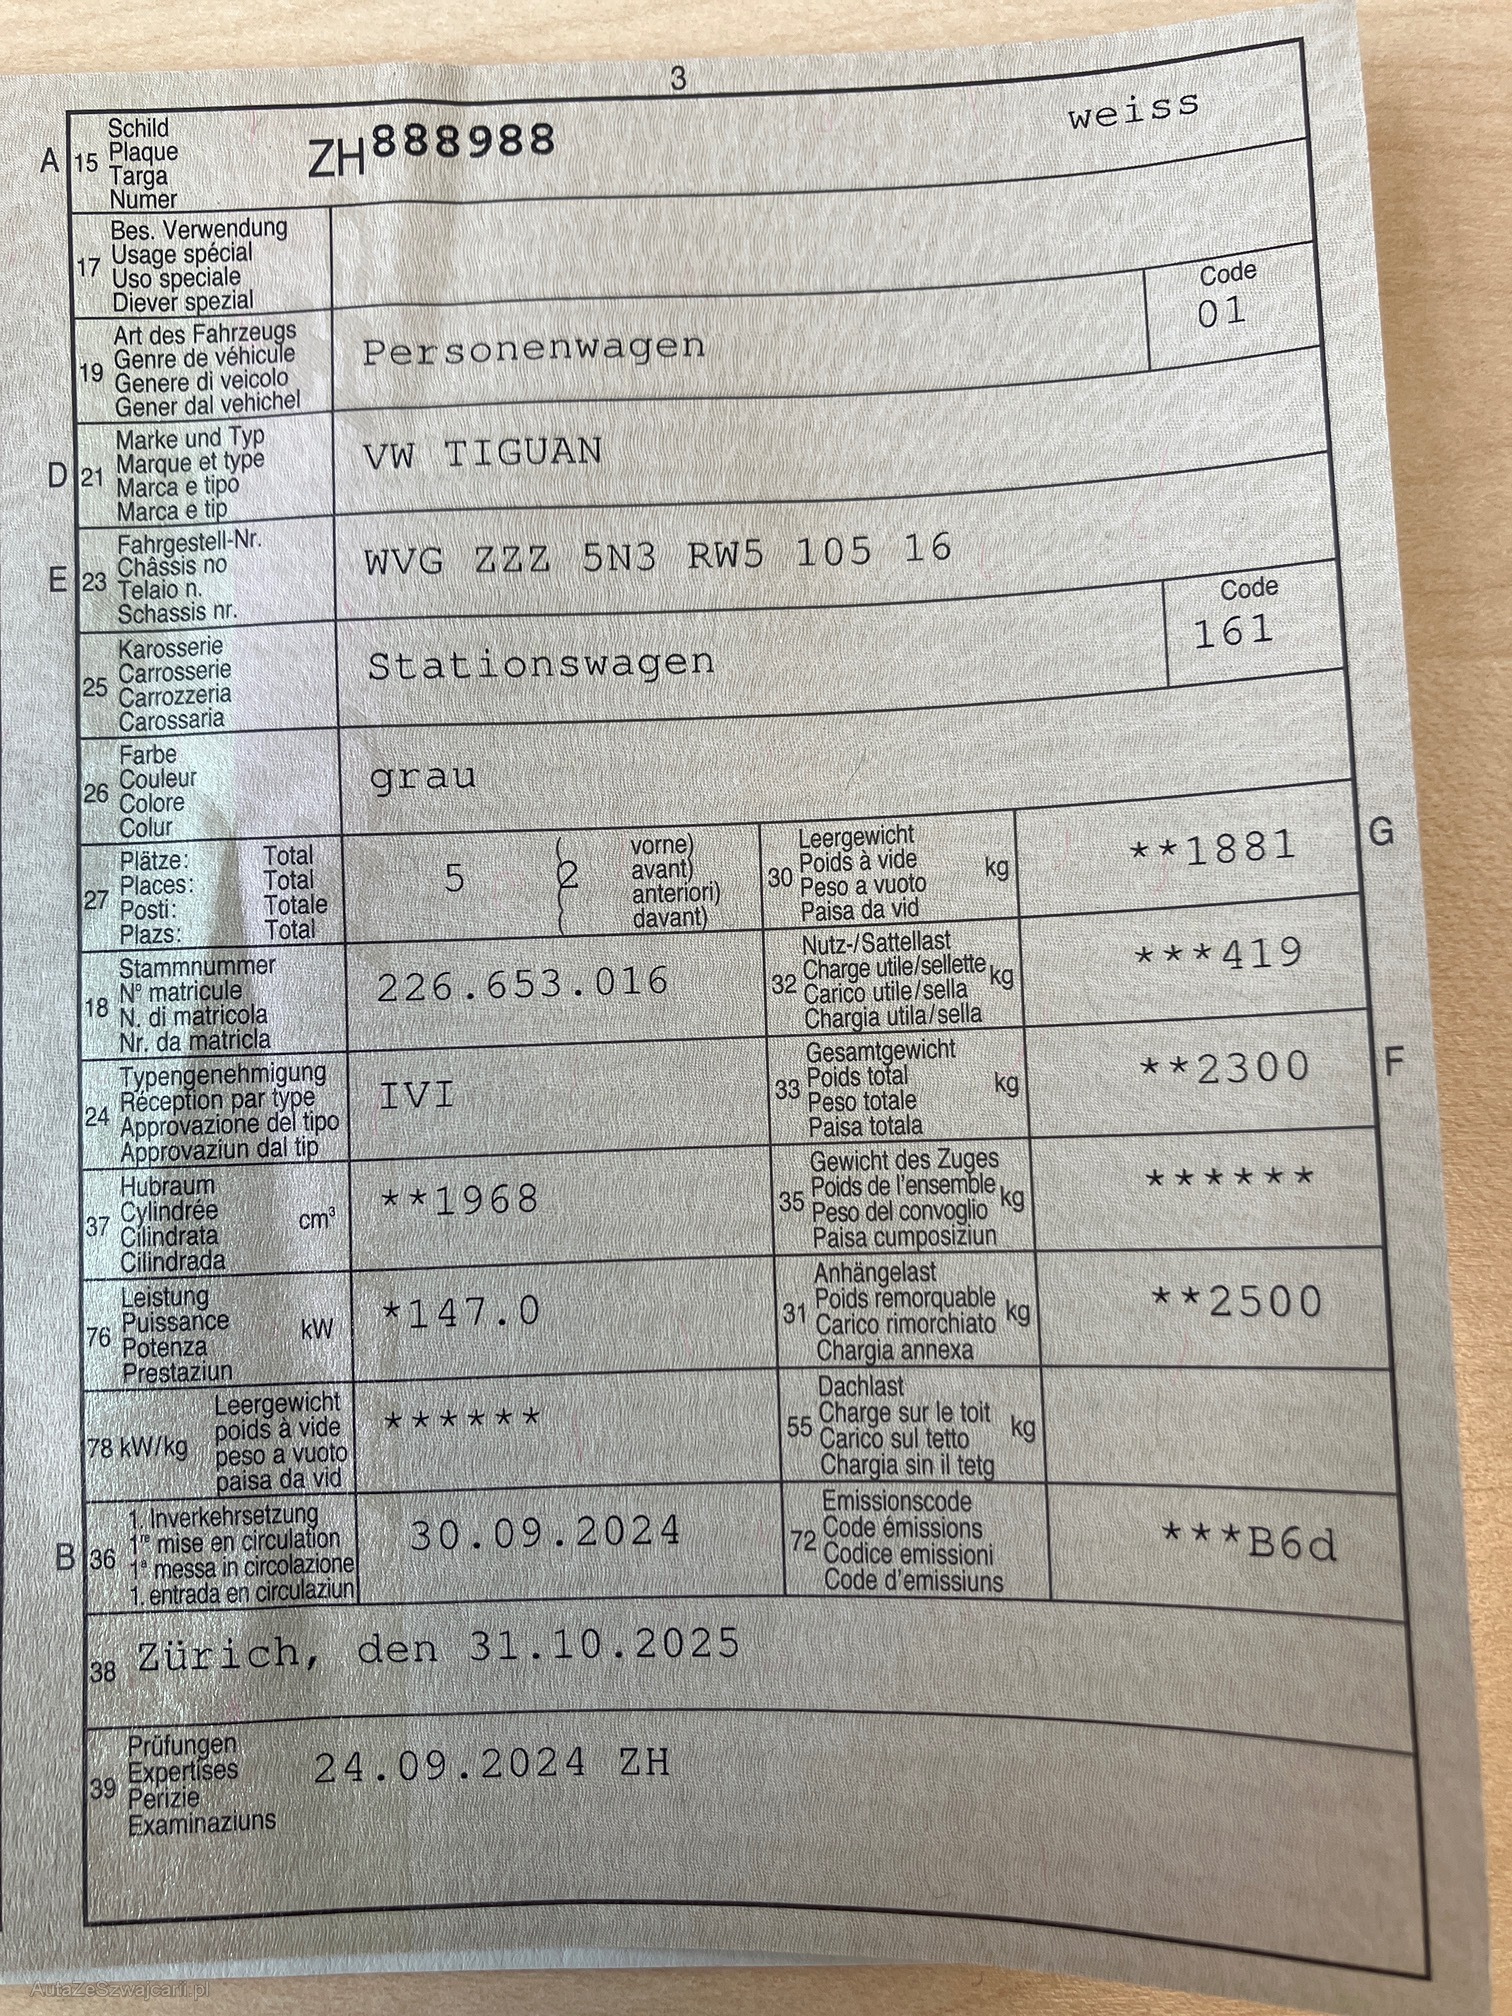 3
A 15 Schild
Plaque
Targa
Numer
ZH 888988
weiss
17 Bes. Verwendung
Usage spécial
Uso speciale
Diever spezial
19 Art des Fahrzeugs
Genre de véhicule
Genere di veicolo
Gener dal vehichel
Personenwagen
Code
01
D 21 Marke und Typ
Marque et type
Marca e tipo
Marca e tip
VW TIGUAN
E 23 Fahrgestell-Nr.
Châssis no
Telaio n.
Schassis nr.
WVG ZZZ 5N3 RW5 105 16
25 Karosserie
Carrosserie
Carrozzeria
Carossaria
Stationswagen
Code
161
26 Farbe
Couleur
Colore
Colur
grau
27 Plätze: Total
Places: Total
Posti: Totale
Plazs: Total
5 (2 vorne)
avant)
anteriori)
davant)
30 Leergewicht
Poids à vide
Peso a vuoto
Paisa da vid
kg
**1881
G
18 Stammnummer
N° matricule
N. di matricola
Nr. da matricla
226.653.016
32 Nutz-/Sattellast
Charge utile/sellette
Carico utile/sella
Chargia utila/sella
kg
***419
24 Typengenehmigung
Réception par type
Approvazione del tipo
Approvaziun dal tip
IVI
33 Gesamtgewicht
Poids total
Peso totale
Paisa totala
kg
**2300
F
37 Hubraum
Cylindrée
Cilindrata
Cilindrada
cm³
**1968
35 Gewicht des Zuges
Poids de l'ensemble
Peso del convoglio
Paisa cumposiziun
kg
******
76 Leistung
Puissance
Potenza
Prestaziun
kW
*147.0
31 Anhängelast
Poids remorquable
Carico rimorchiato
Chargia annexa
kg
**2500
78 kW/kg
Leergewicht
poids à vide
peso a vuoto
paisa da vid
******
55 Dachlast
Charge sur le toit
Carico sul tetto
Chargia sin il tetg
kg
B 36 1. Inverkehrsetzung
1re mise en circulation
1a messa in circolazione
1. entrada en circulaziun
30.09.2024
72 Emissionscode
Code émissions
Codice emissioni
Code d'emissiuns
***B6d
38 Zürich, den 31.10.2025
39 Prüfungen
Expertises
Perizie
Examinaziuns
24.09.2024 ZH
AutaZeSzwajcarii.pl